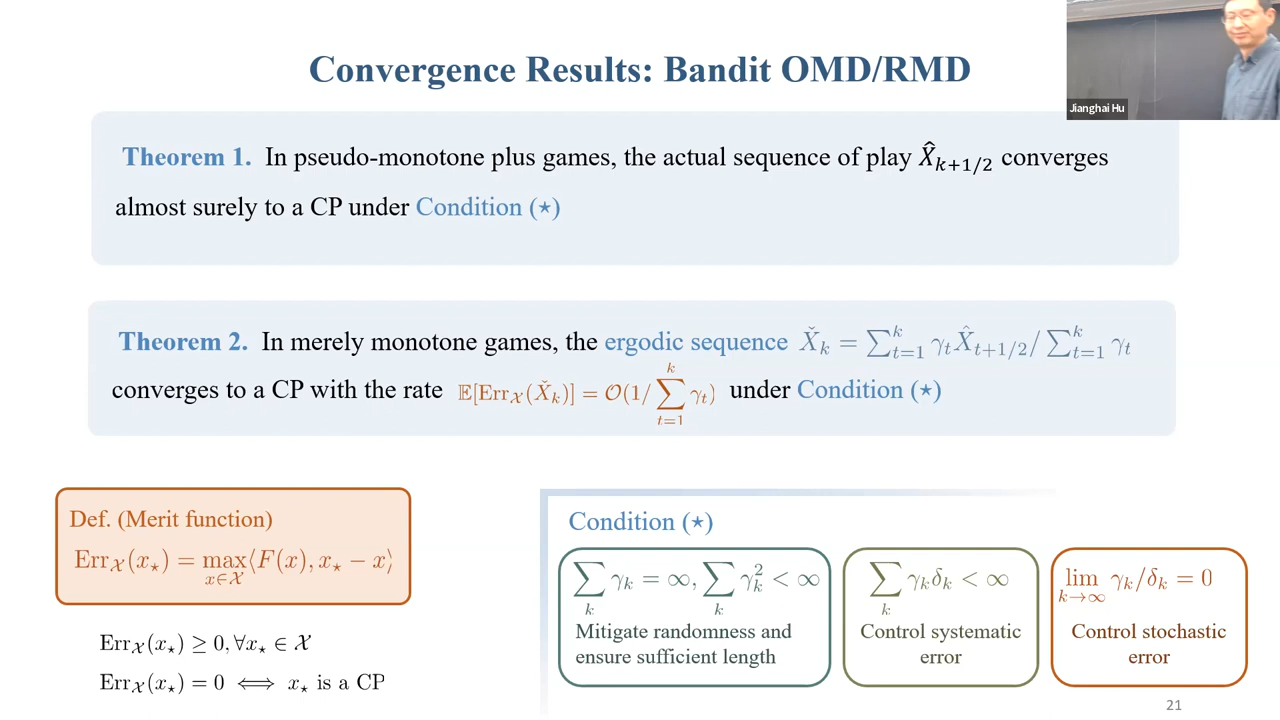 Convergence Results: Bandit OMD/RMD
Jianghai Hu
Theorem 1. In pseudo-monotone plus games, the actual sequence of play X̂_{k+1/2} converges
almost surely to a CP under Condition (⋆)
Theorem 2. In merely monotone games, the ergodic sequence X̌_k = ∑_{t=1}^{k} γ_t X̂_{t+1/2} / ∑_{t=1}^{k} γ_t
converges to a CP with the rate 𝔼[Err_𝒳(X̌_k)] = 𝒪(1/∑_{t=1}^{k} γ_t) under Condition (⋆)
Def. (Merit function)
Err_𝒳(x_⋆) = max_{x∈𝒳} ⟨F(x), x_⋆ − x⟩
Err_𝒳(x_⋆) ≥ 0, ∀x_⋆ ∈ 𝒳
Err_𝒳(x_⋆) = 0 ⟺ x_⋆ is a CP
Condition (⋆)
∑_k γ_k = ∞, ∑_k γ_k^2 < ∞
Mitigate randomness and
ensure sufficient length
∑_k γ_k δ_k < ∞
Control systematic
error
lim_{k→∞} γ_k/δ_k = 0
Control stochastic
error
21